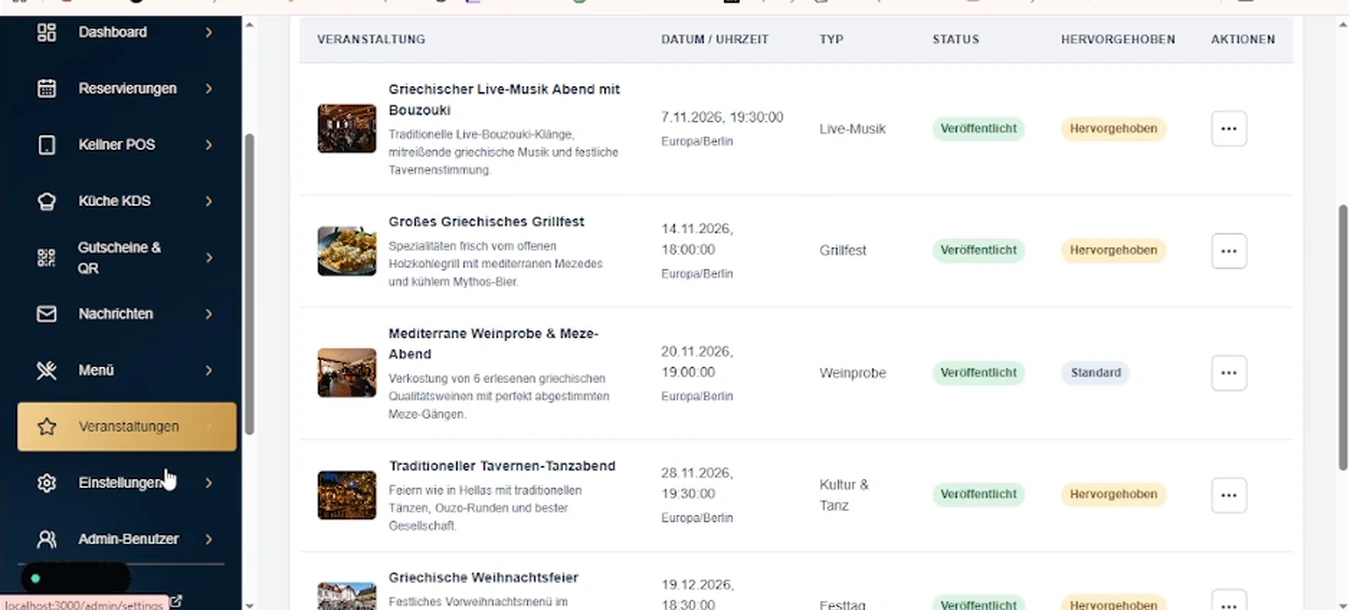 Dashboard
Reservierungen
Kellner POS
Küche KDS
Gutscheine &
QR
Nachrichten
Menü
Veranstaltungen
Einstellungen
Admin-Benutzer
localhost:3000/admin/settings
VERANSTALTUNG DATUM / UHRZEIT TYP STATUS HERVORGEHOBEN AKTIONEN
Griechischer Live-Musik Abend mit
Bouzouki
Traditionelle Live-Bouzouki-Klänge,
mitreißende griechische Musik und festliche
Tavernenstimmung.
7.11.2026, 19:30:00
Europa/Berlin
Live-Musik
Veröffentlicht
Hervorgehoben
Großes Griechisches Grillfest
Spezialitäten frisch vom offenen
Holzkohlegrill mit mediterranen Mezedes
und kühlem Mythos-Bier.
14.11.2026,
18:00:00
Europa/Berlin
Grillfest
Veröffentlicht
Hervorgehoben
Mediterrane Weinprobe & Meze-
Abend
Verkostung von 6 erlesenen griechischen
Qualitätsweinen mit perfekt abgestimmten
Meze-Gängen.
20.11.2026,
19:00:00
Europa/Berlin
Weinprobe
Veröffentlicht
Standard
Traditioneller Tavernen-Tanzabend
Feiern wie in Hellas mit traditionellen
Tänzen, Ouzo-Runden und bester
Gesellschaft.
28.11.2026,
19:30:00
Europa/Berlin
Kultur &
Tanz
Veröffentlicht
Hervorgehoben
Griechische Weihnachtsfeier
Festliches Vorweihnachtsmenü im
19.12.2026,
18:30:00
Festtag
Veröffentlicht
Hervorgehoben